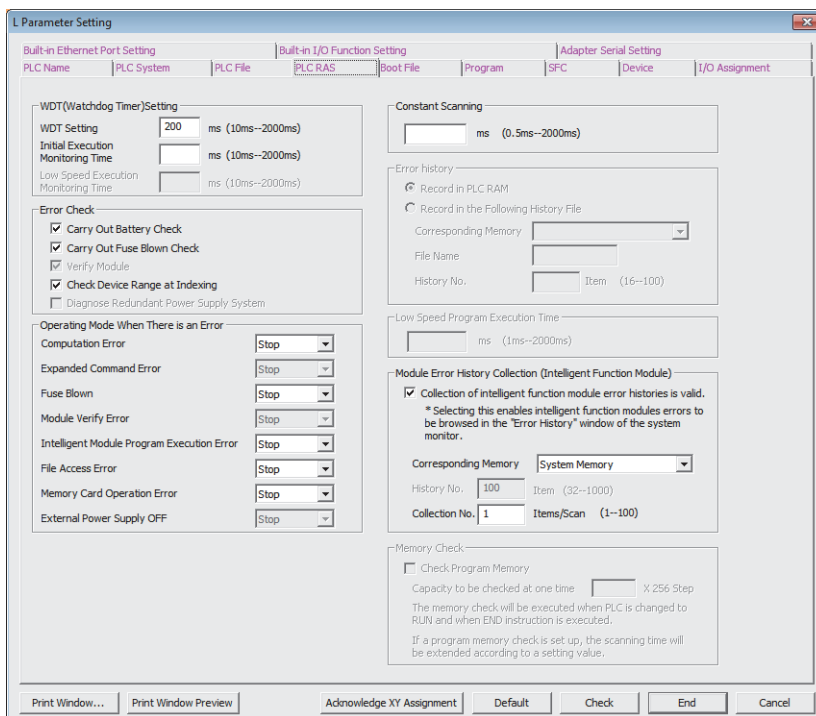 L Parameter Setting
Built-in Ethernet Port Setting
Built-in I/O Function Setting
Adapter Serial Setting
PLC Name
PLC System
PLC File
PLC RAS
Boot File
Program
SFC
Device
I/O Assignment
WDT(Watchdog Timer)Setting
WDT Setting 200 ms (10ms--2000ms)
Initial Execution
Monitoring Time ms (10ms--2000ms)
Low Speed Execution
Monitoring Time ms (10ms--2000ms)
Error Check
Carry Out Battery Check
Carry Out Fuse Blown Check
Verify Module
Check Device Range at Indexing
Diagnose Redundant Power Supply System
Operating Mode When There is an Error
Computation Error Stop
Expanded Command Error Stop
Fuse Blown Stop
Module Verify Error Stop
Intelligent Module Program Execution Error Stop
File Access Error Stop
Memory Card Operation Error Stop
External Power Supply OFF Stop
Constant Scanning
ms (0.5ms--2000ms)
Error history
Record in PLC RAM
Record in the Following History File
Corresponding Memory
File Name
History No. Item (16--100)
Low Speed Program Execution Time
ms (1ms--2000ms)
Module Error History Collection (Intelligent Function Module)
Collection of intelligent function module error histories is valid.
* Selecting this enables intelligent function modules errors to
be browsed in the "Error History" window of the system
monitor.
Corresponding Memory System Memory
History No. 100 Item (32--1000)
Collection No. 1 Items/Scan (1--100)
Memory Check
Check Program Memory
Capacity to be checked at one time X 256 Step
The memory check will be executed when PLC is changed to
RUN and when END instruction is executed.
If a program memory check is set up, the scanning time will
be extended according to a setting value.
Print Window...
Print Window Preview
Acknowledge XY Assignment
Default
Check
End
Cancel